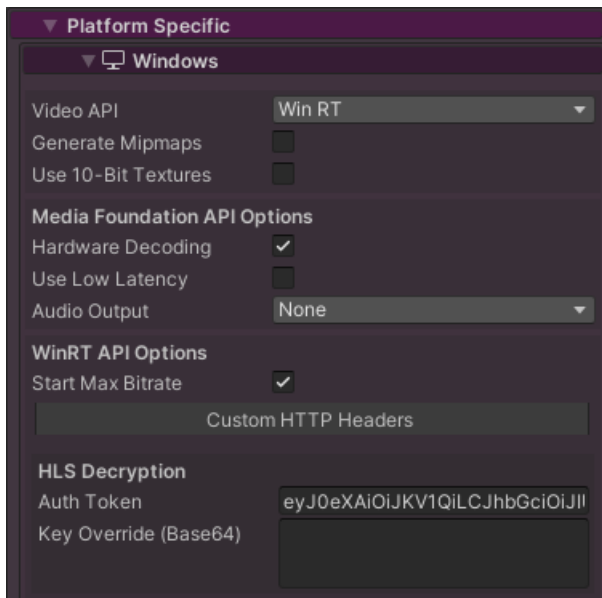 Platform Specific
Windows
Video API Win RT
Generate Mipmaps
Use 10-Bit Textures
Media Foundation API Options
Hardware Decoding
Use Low Latency
Audio Output None
WinRT API Options
Start Max Bitrate
Custom HTTP Headers
HLS Decryption
Auth Token eyJ0eXAiOiJKV1QiLCJhbGciOiJIU
Key Override (Base64)